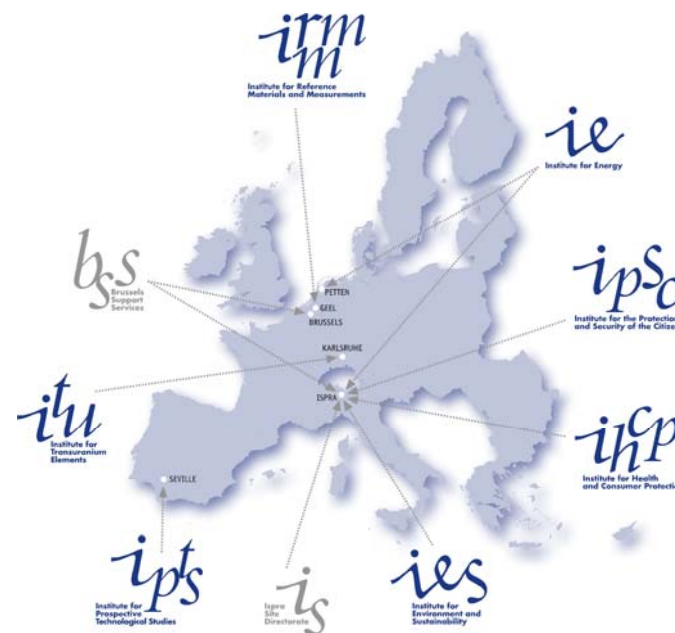 irmm
Institute for Reference
Materials and Measurements
ie
Institute for Energy
bss
Brussels
Support
Services
ipsc
Institute for the Protection
and Security of the Citize
PETTEN
GEEL
BRUSSELS
KARLSRUHE
ISPRA
itu
Institute for
Transuranium
Elements
ihcp
Institute for Health
and Consumer Protectio
SEVILLE
ipts
Institute for
Prospective
Technological Studies
is
Ispra
Site
Directorate
ies
Institute for
Environment and
Sustainability